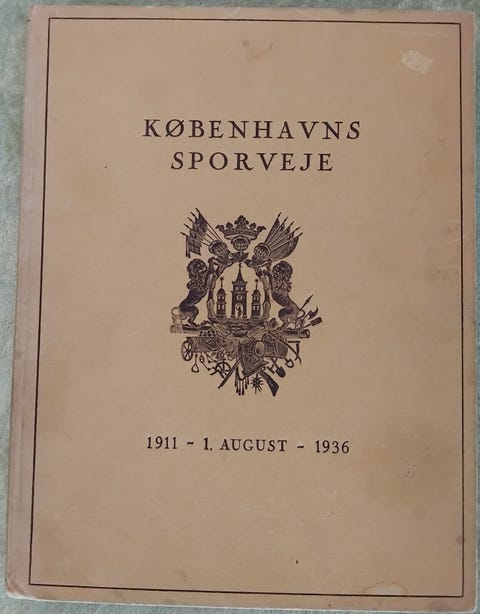 KØBENHAVNS
SPORVEJE
1911 - 1. AUGUST - 1936